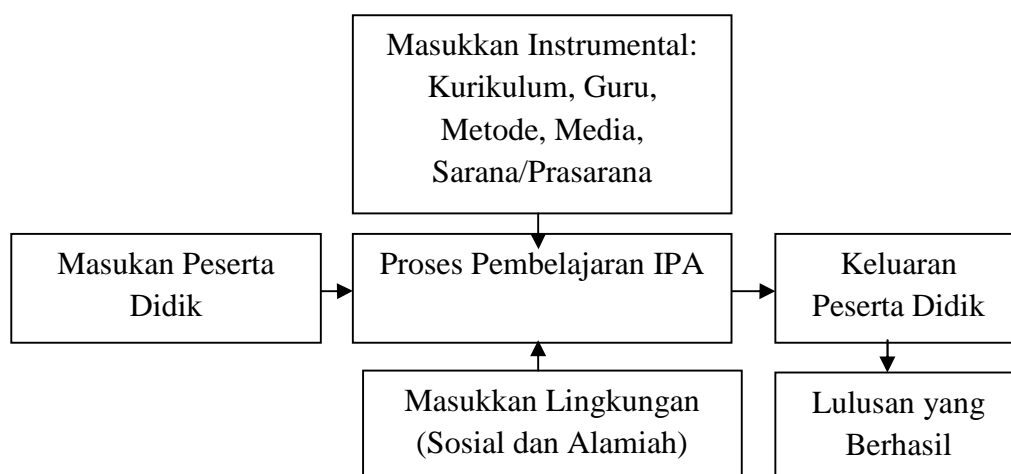 Masukkan Instrumental:
Kurikulum, Guru,
Metode, Media,
Sarana/Prasarana
Masukan Peserta
Didik
Proses Pembelajaran IPA
Keluaran
Peserta Didik
Masukkan Lingkungan
(Sosial dan Alamiah)
Lulusan yang
Berhasil